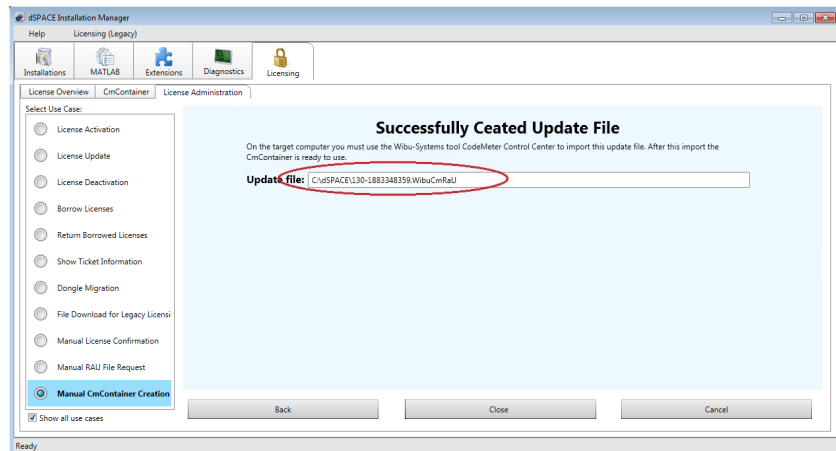 dSPACE Installation Manager
Help Licensing (Legacy)
Installations MATLAB Extensions Diagnostics Licensing
License Overview CmContainer License Administration
Select Use Case:
License Activation
License Update
License Deactivation
Borrow Licenses
Return Borrowed Licenses
Show Ticket Information
Dongle Migration
File Download for Legacy Licensi
Manual License Confirmation
Manual RAU File Request
Manual CmContainer Creation
Show all use cases
Successfully Ceated Update File
On the target computer you must use the Wibu-Systems tool CodeMeter Control Center to import this update file. After this import the
CmContainer is ready to use.
Update file: C:\dSPACE\130-1883348359.WibuCmRaU
Back Close Cancel
Ready